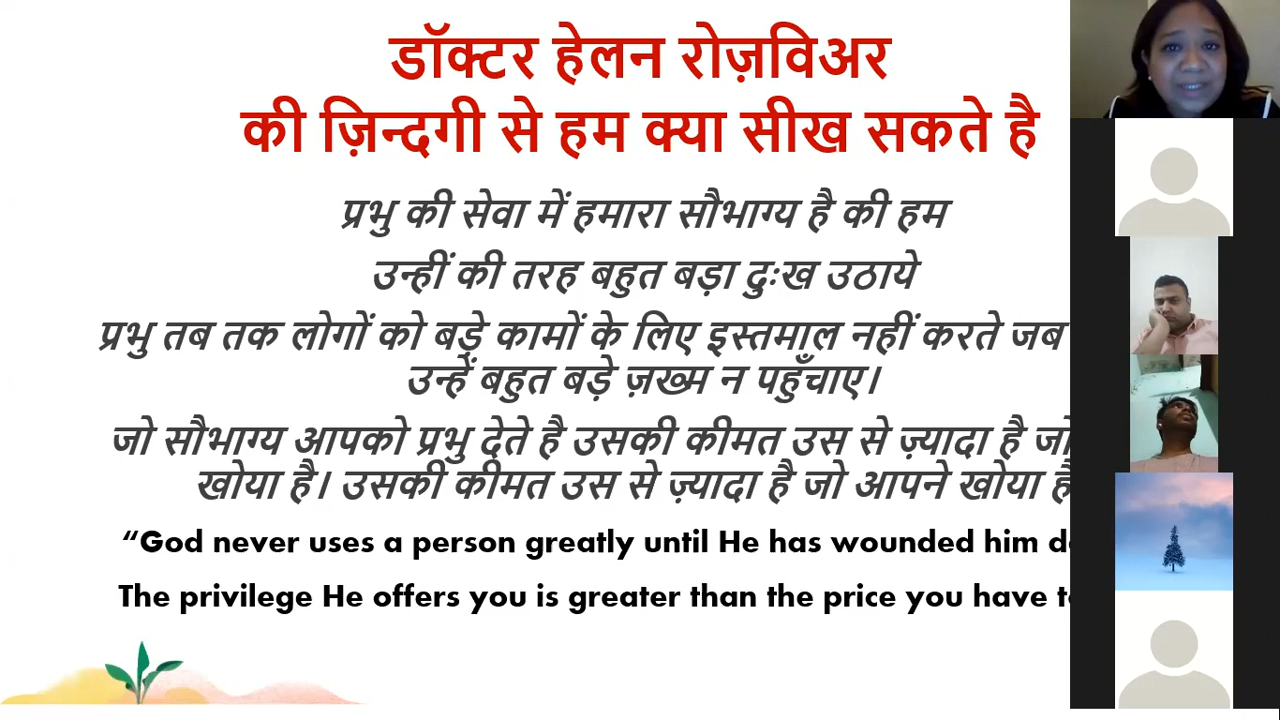 डॉक्टर हेलन रोज़विअर
की ज़िन्दगी से हम क्या सीख सकते है
प्रभु की सेवा में हमारा सौभाग्य है की हम
उन्हीं की तरह बहुत बड़ा दुःख उठाये
प्रभु तब तक लोगों को बड़े कामों के लिए इस्तमाल नहीं करते जब
उन्हें बहुत बड़े ज़ख्म न पहुँचाए।
जो सौभाग्य आपको प्रभु देते है उसकी कीमत उस से ज़्यादा है जो
खोया है। उसकी कीमत उस से ज़्यादा है जो आपने खोया है
“God never uses a person greatly until He has wounded him
The privilege He offers you is greater than the price you have